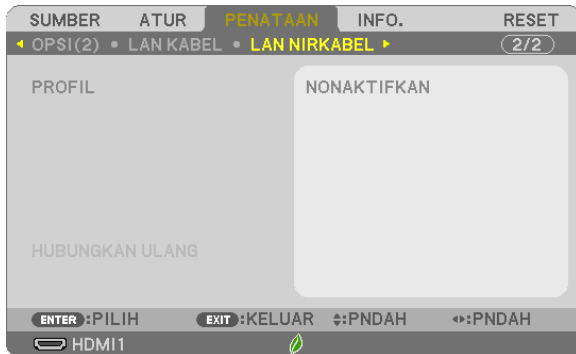 SUMBER ATUR PENATAAN INFO. RESET
OPSI(2) • LAN KABEL • LAN NIRKABEL 2/2
PROFIL NONAKTIFKAN
HUBUNGKAN ULANG
ENTER :PILIH EXIT :KELUAR :PNDAH :PNDAH
HDMI1